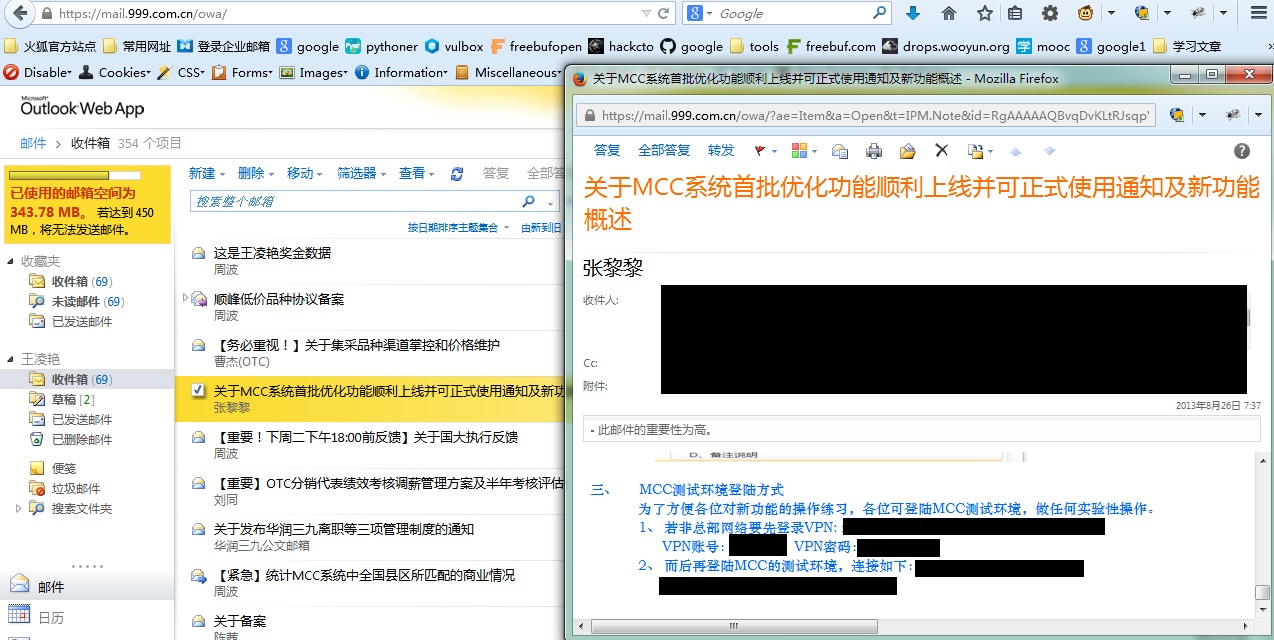 https://mail.999.com.cn/owa/
Google
火狐官方站点 常用网址 登录企业邮箱 google pythoner vulbox freebufopen hackcto google tools freebuf.com drops.wooyun.org mooc google1 学习文章
Disable Cookies CSS Forms Images Information Miscellaneous
Microsoft
Outlook Web App
邮件 > 收件箱 354 个项目
已使用的邮箱空间为
343.78 MB。 若达到 450
MB，将无法发送邮件。
收藏夹
收件箱 (69)
未读邮件 (69)
已发送邮件
王凌艳
收件箱 (69)
草稿 [2]
已发送邮件
已删除邮件
便笺
垃圾邮件
搜索文件夹
邮件
日历
新建 删除 移动 筛选器 查看 答复 全部答
搜索整个邮箱
按日期排序主题集合 由新到旧
这是王凌艳奖金数据
周波
顺峰低价品种协议备案
周波
【务必重视！】关于集采品种渠道掌控和价格维护
曹杰(OTC)
关于MCC系统首批优化功能顺利上线并可正式使用通知及新功
张黎黎
【重要！下周二下午18:00前反馈】关于国大执行反馈
周波
【重要】OTC分销代表绩效考核调薪管理方案及半年考核评估
刘同
关于发布华润三九离职等三项管理制度的通知
华润三九公文邮箱
【紧急】统计MCC系统中全国县区所匹配的商业情况
周波
关于备案
陈薇
关于MCC系统首批优化功能顺利上线并可正式使用通知及新功能概述 - Mozilla Firefox
https://mail.999.com.cn/owa/?ae=Item&a=Open&t=IPM.Note&id=RgAAAAAQBvqDvKLtRJsqp
答复 全部答复 转发
关于MCC系统首批优化功能顺利上线并可正式使用通知及新功能
概述
张黎黎
收件人:
Cc:
附件:
2013年8月26日 7:37
- 此邮件的重要性为高。
D、备注说明
三、 MCC测试环境登陆方式
为了方便各位对新功能的操作练习，各位可登陆MCC测试环境，做任何实验性操作。
1、 若非总部网络要先登录VPN:
VPN账号: VPN密码:
2、 而后再登陆MCC的测试环境，连接如下: